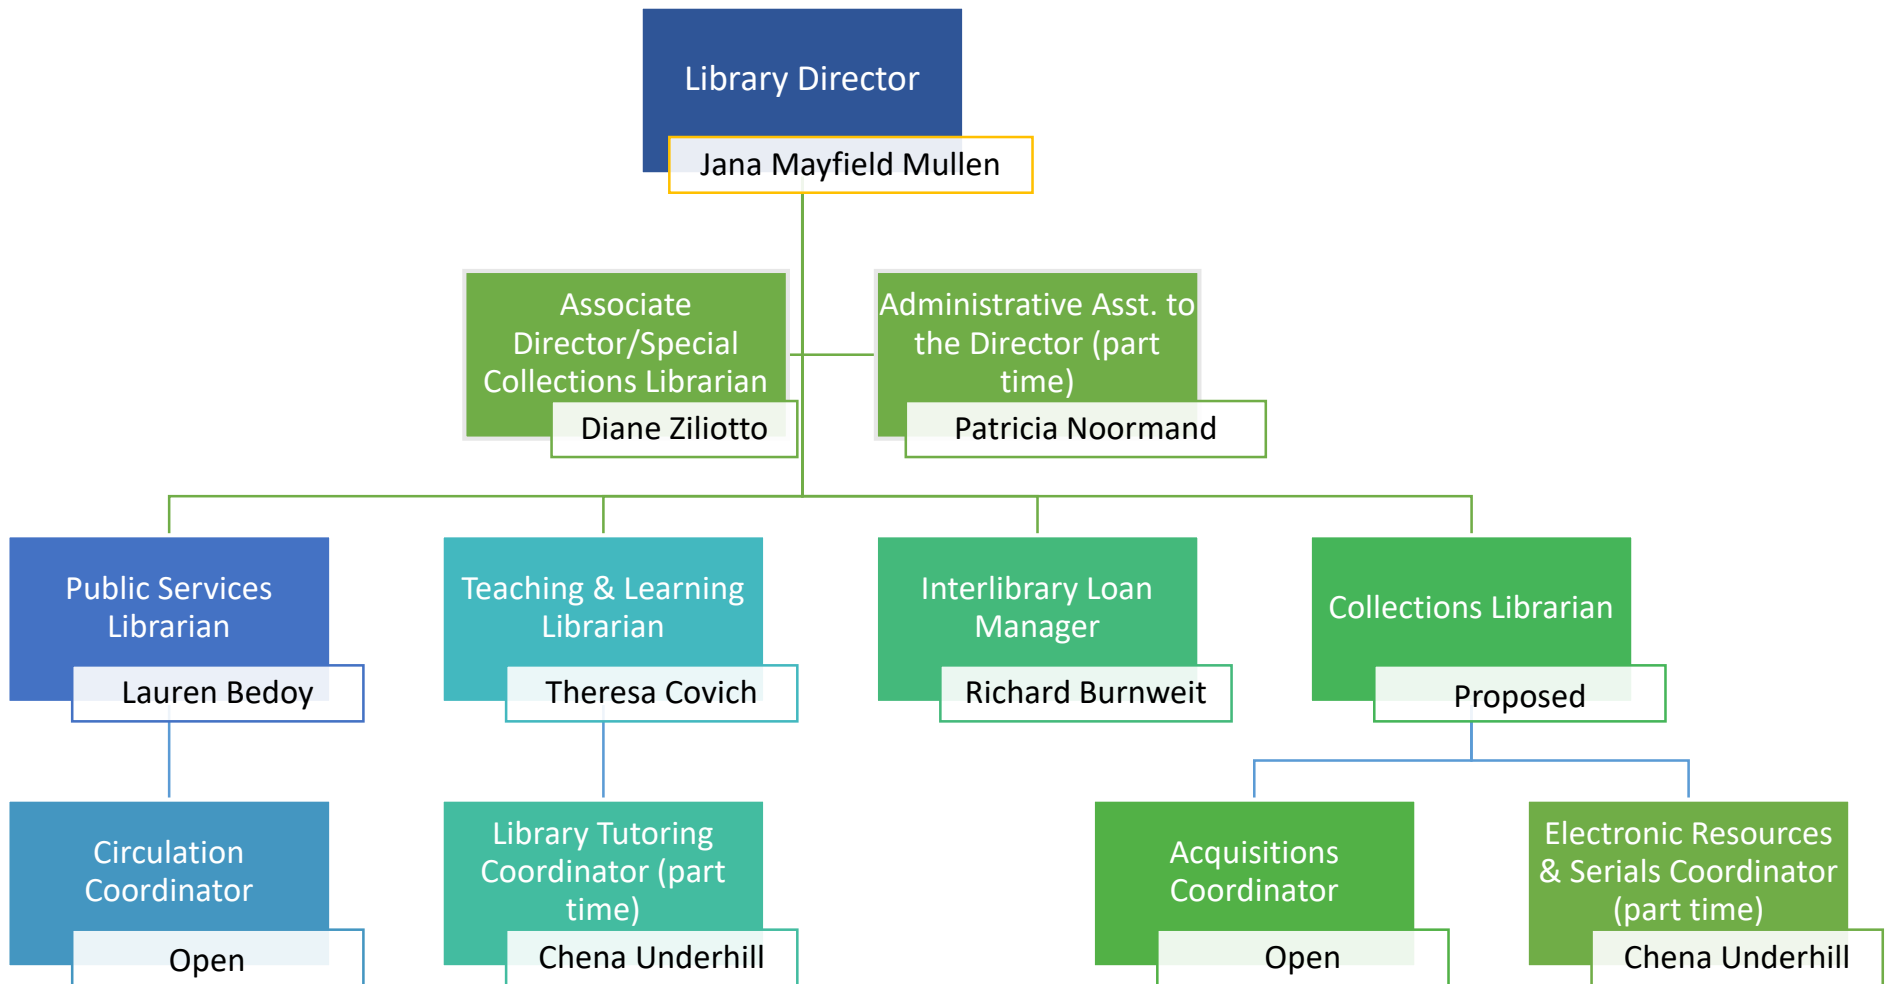 Library Director
Jana Mayfield Mullen
Associate
Director/Special
Collections Librarian
Diane Ziliotto
Administrative Asst. to
the Director (part
time)
Patricia Noormand
Public Services
Librarian
Lauren Bedoy
Teaching & Learning
Librarian
Theresa Covich
Interlibrary Loan
Manager
Richard Burnweit
Collections Librarian
Proposed
Circulation
Coordinator
Open
Library Tutoring
Coordinator (part
time)
Chena Underhill
Acquisitions
Coordinator
Open
Electronic Resources
& Serials Coordinator
(part time)
Chena Underhill